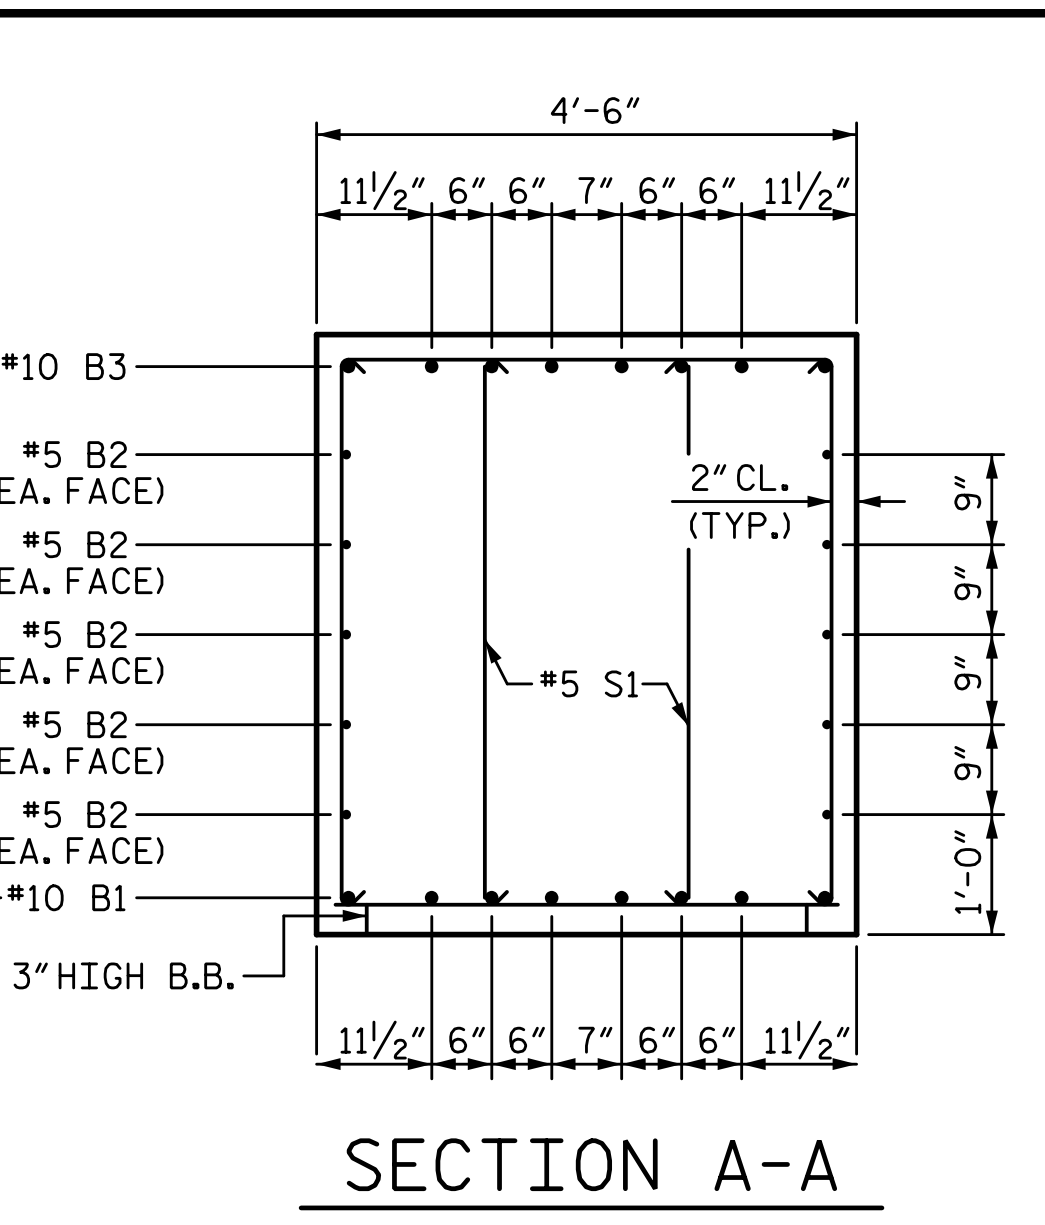 4'-6"
11½" 6" 6" 7" 6" 6" 11½"
#10 B3
#5 B2
EA. FACE)
2" CL.
(TYP.)
9"
#5 B2
EA. FACE)
9"
#5 B2
EA. FACE)
#5 S1
9"
#5 B2
EA. FACE)
9"
#5 B2
EA. FACE)
1'-0"
#10 B1
3" HIGH B.B.
11½" 6" 6" 7" 6" 6" 11½"
SECTION A-A